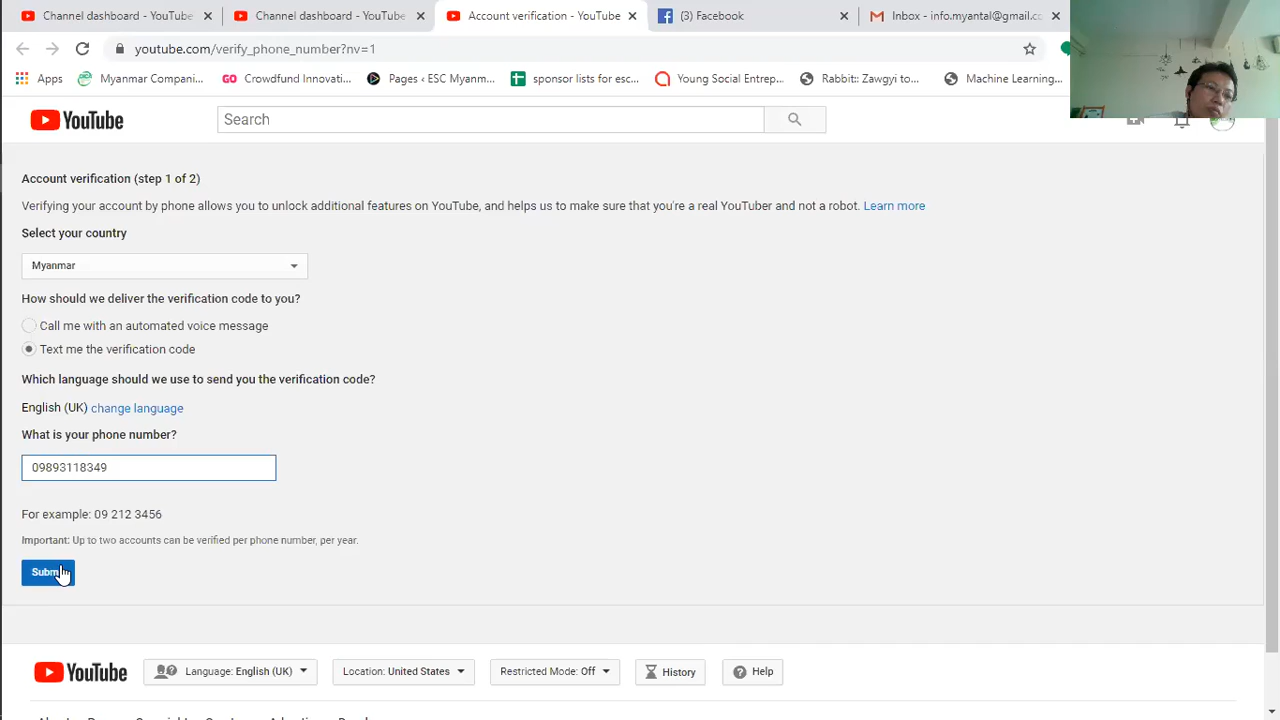 Channel dashboard - YouTube
Channel dashboard - YouTube
Account verification - YouTube
(3) Facebook
Inbox - info.myantal@gmail.cc
youtube.com/verify_phone_number?nv=1
Apps
Myanmar Compani...
GO Crowdfund Innovati...
Pages ‹ ESC Myanm...
sponsor lists for esc...
Young Social Entrep...
Rabbit:: Zawgyi to...
Machine Learning...
YouTube
Search
Account verification (step 1 of 2)
Verifying your account by phone allows you to unlock additional features on YouTube, and helps us to make sure that you're a real YouTuber and not a robot. Learn more
Select your country
Myanmar
How should we deliver the verification code to you?
Call me with an automated voice message
Text me the verification code
Which language should we use to send you the verification code?
English (UK) change language
What is your phone number?
09893118349
For example: 09 212 3456
Important: Up to two accounts can be verified per phone number, per year.
Subm
YouTube
Language: English (UK)
Location: United States
Restricted Mode: Off
History
Help